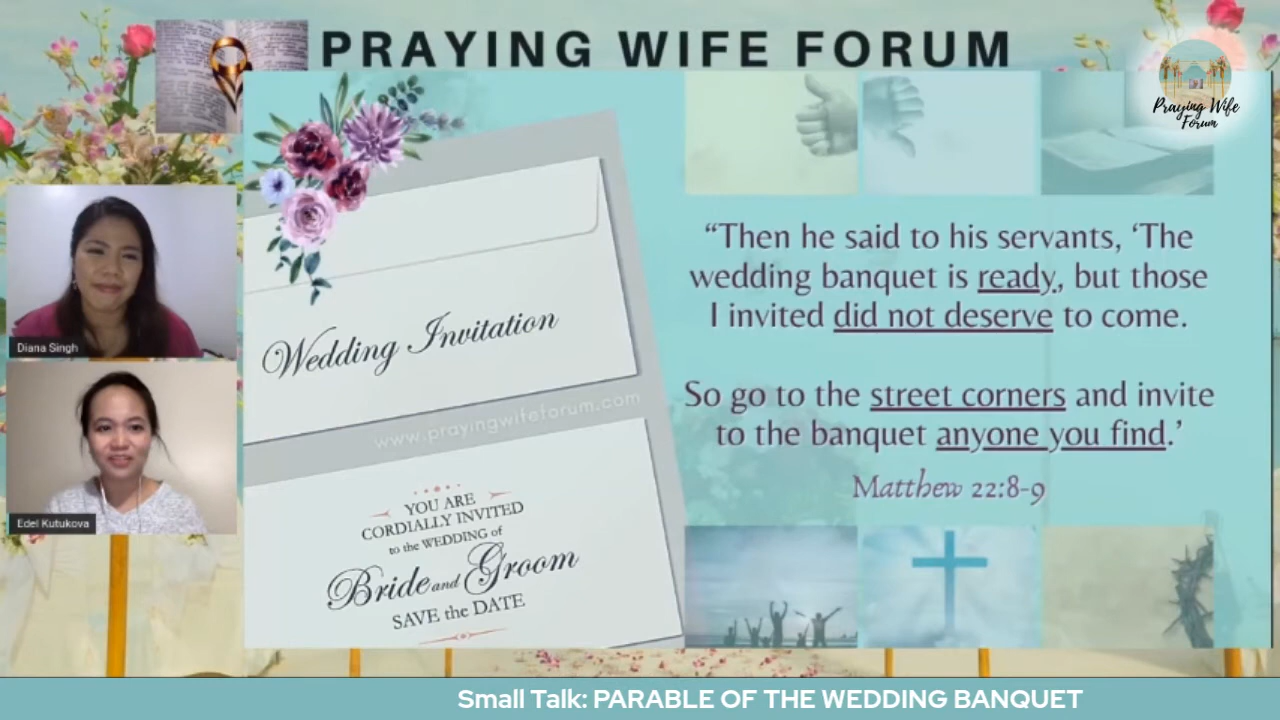 PRAYING WIFE FORUM
Praying Wife
Forum
Diana Singh
Edel Kutukova
Wedding Invitation
www.prayingwifeforum.com
YOU ARE
CORDIALLY INVITED
to the WEDDING of
Bride and Groom
SAVE the DATE
“Then he said to his servants, ‘The
wedding banquet is ready, but those
I invited did not deserve to come.
So go to the street corners and invite
to the banquet anyone you find.’
Matthew 22:8-9
Small Talk: PARABLE OF THE WEDDING BANQUET